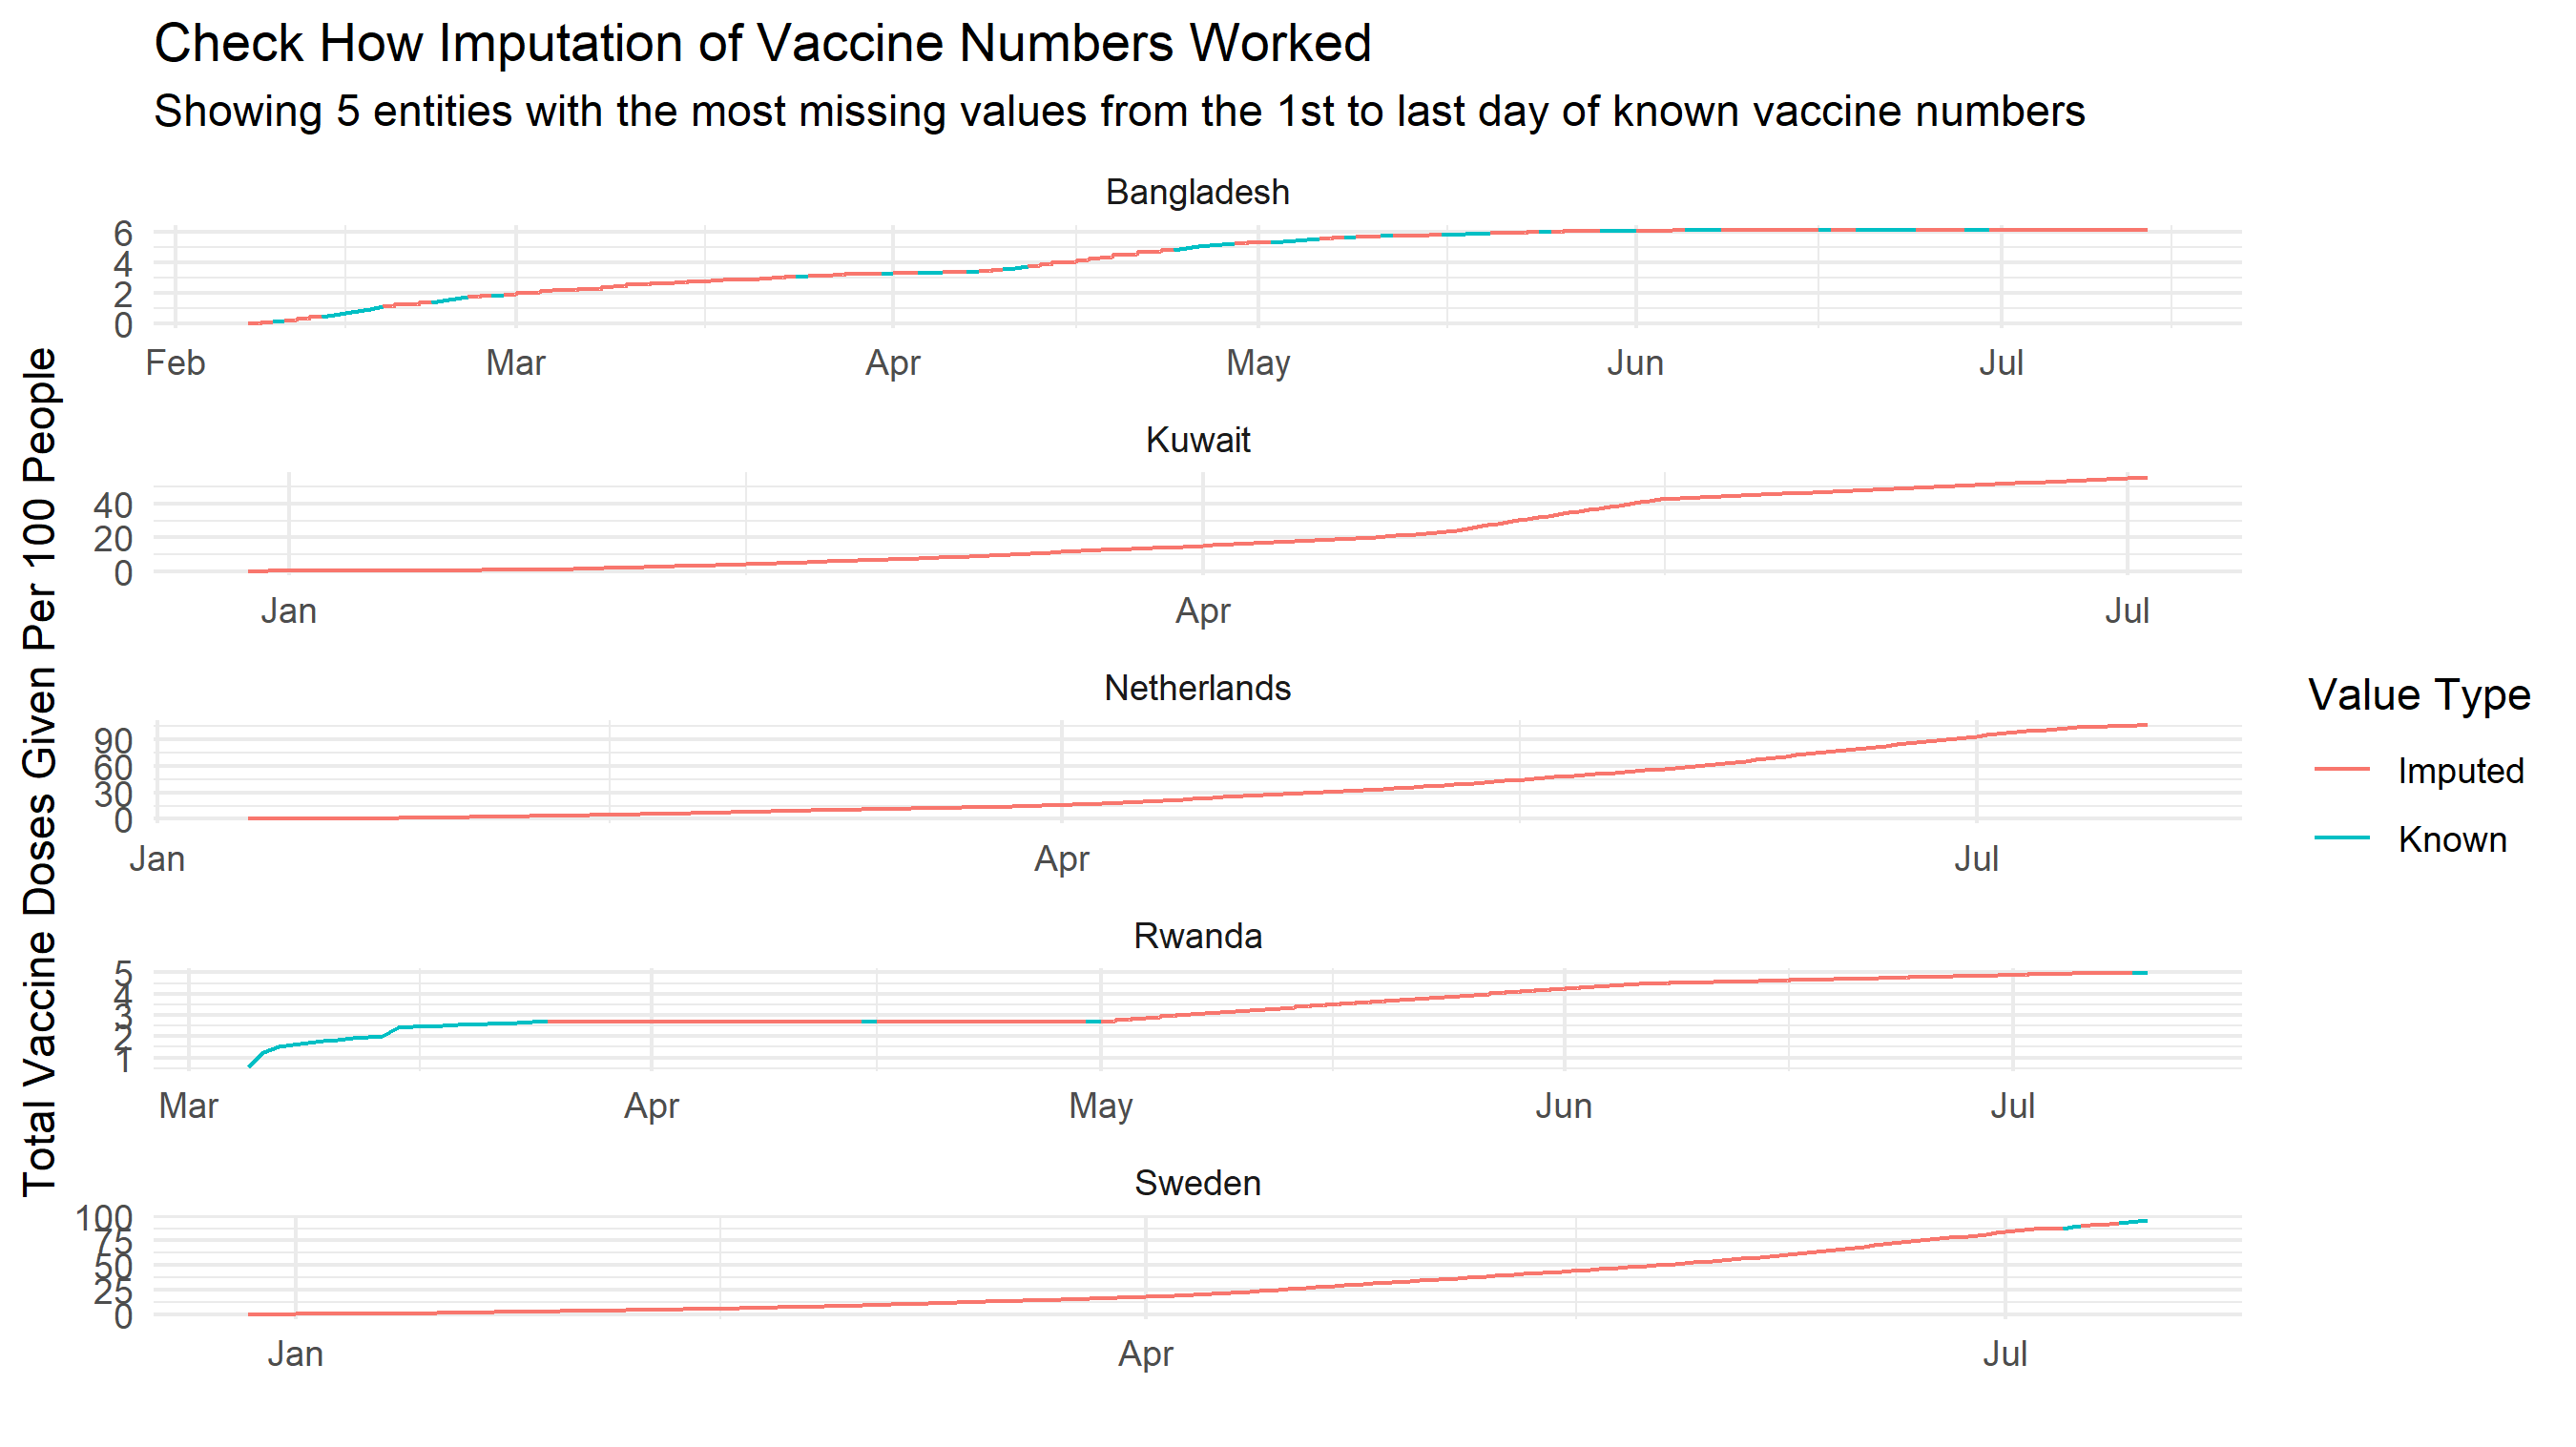 Check How Imputation of Vaccine Numbers Worked
Showing 5 entities with the most missing values from the 1st to last day of known vaccine numbers
Total Vaccine Doses Given Per 100 People
Bangladesh
6
4
2
0
Feb Mar Apr May Jun Jul
Kuwait
40
20
0
Jan Apr Jul
Netherlands
90
60
30
0
Jan Apr Jul
Rwanda
5
4
3
2
1
Mar Apr May Jun Jul
Sweden
100
75
50
25
0
Jan Apr Jul
Value Type
Imputed
Known